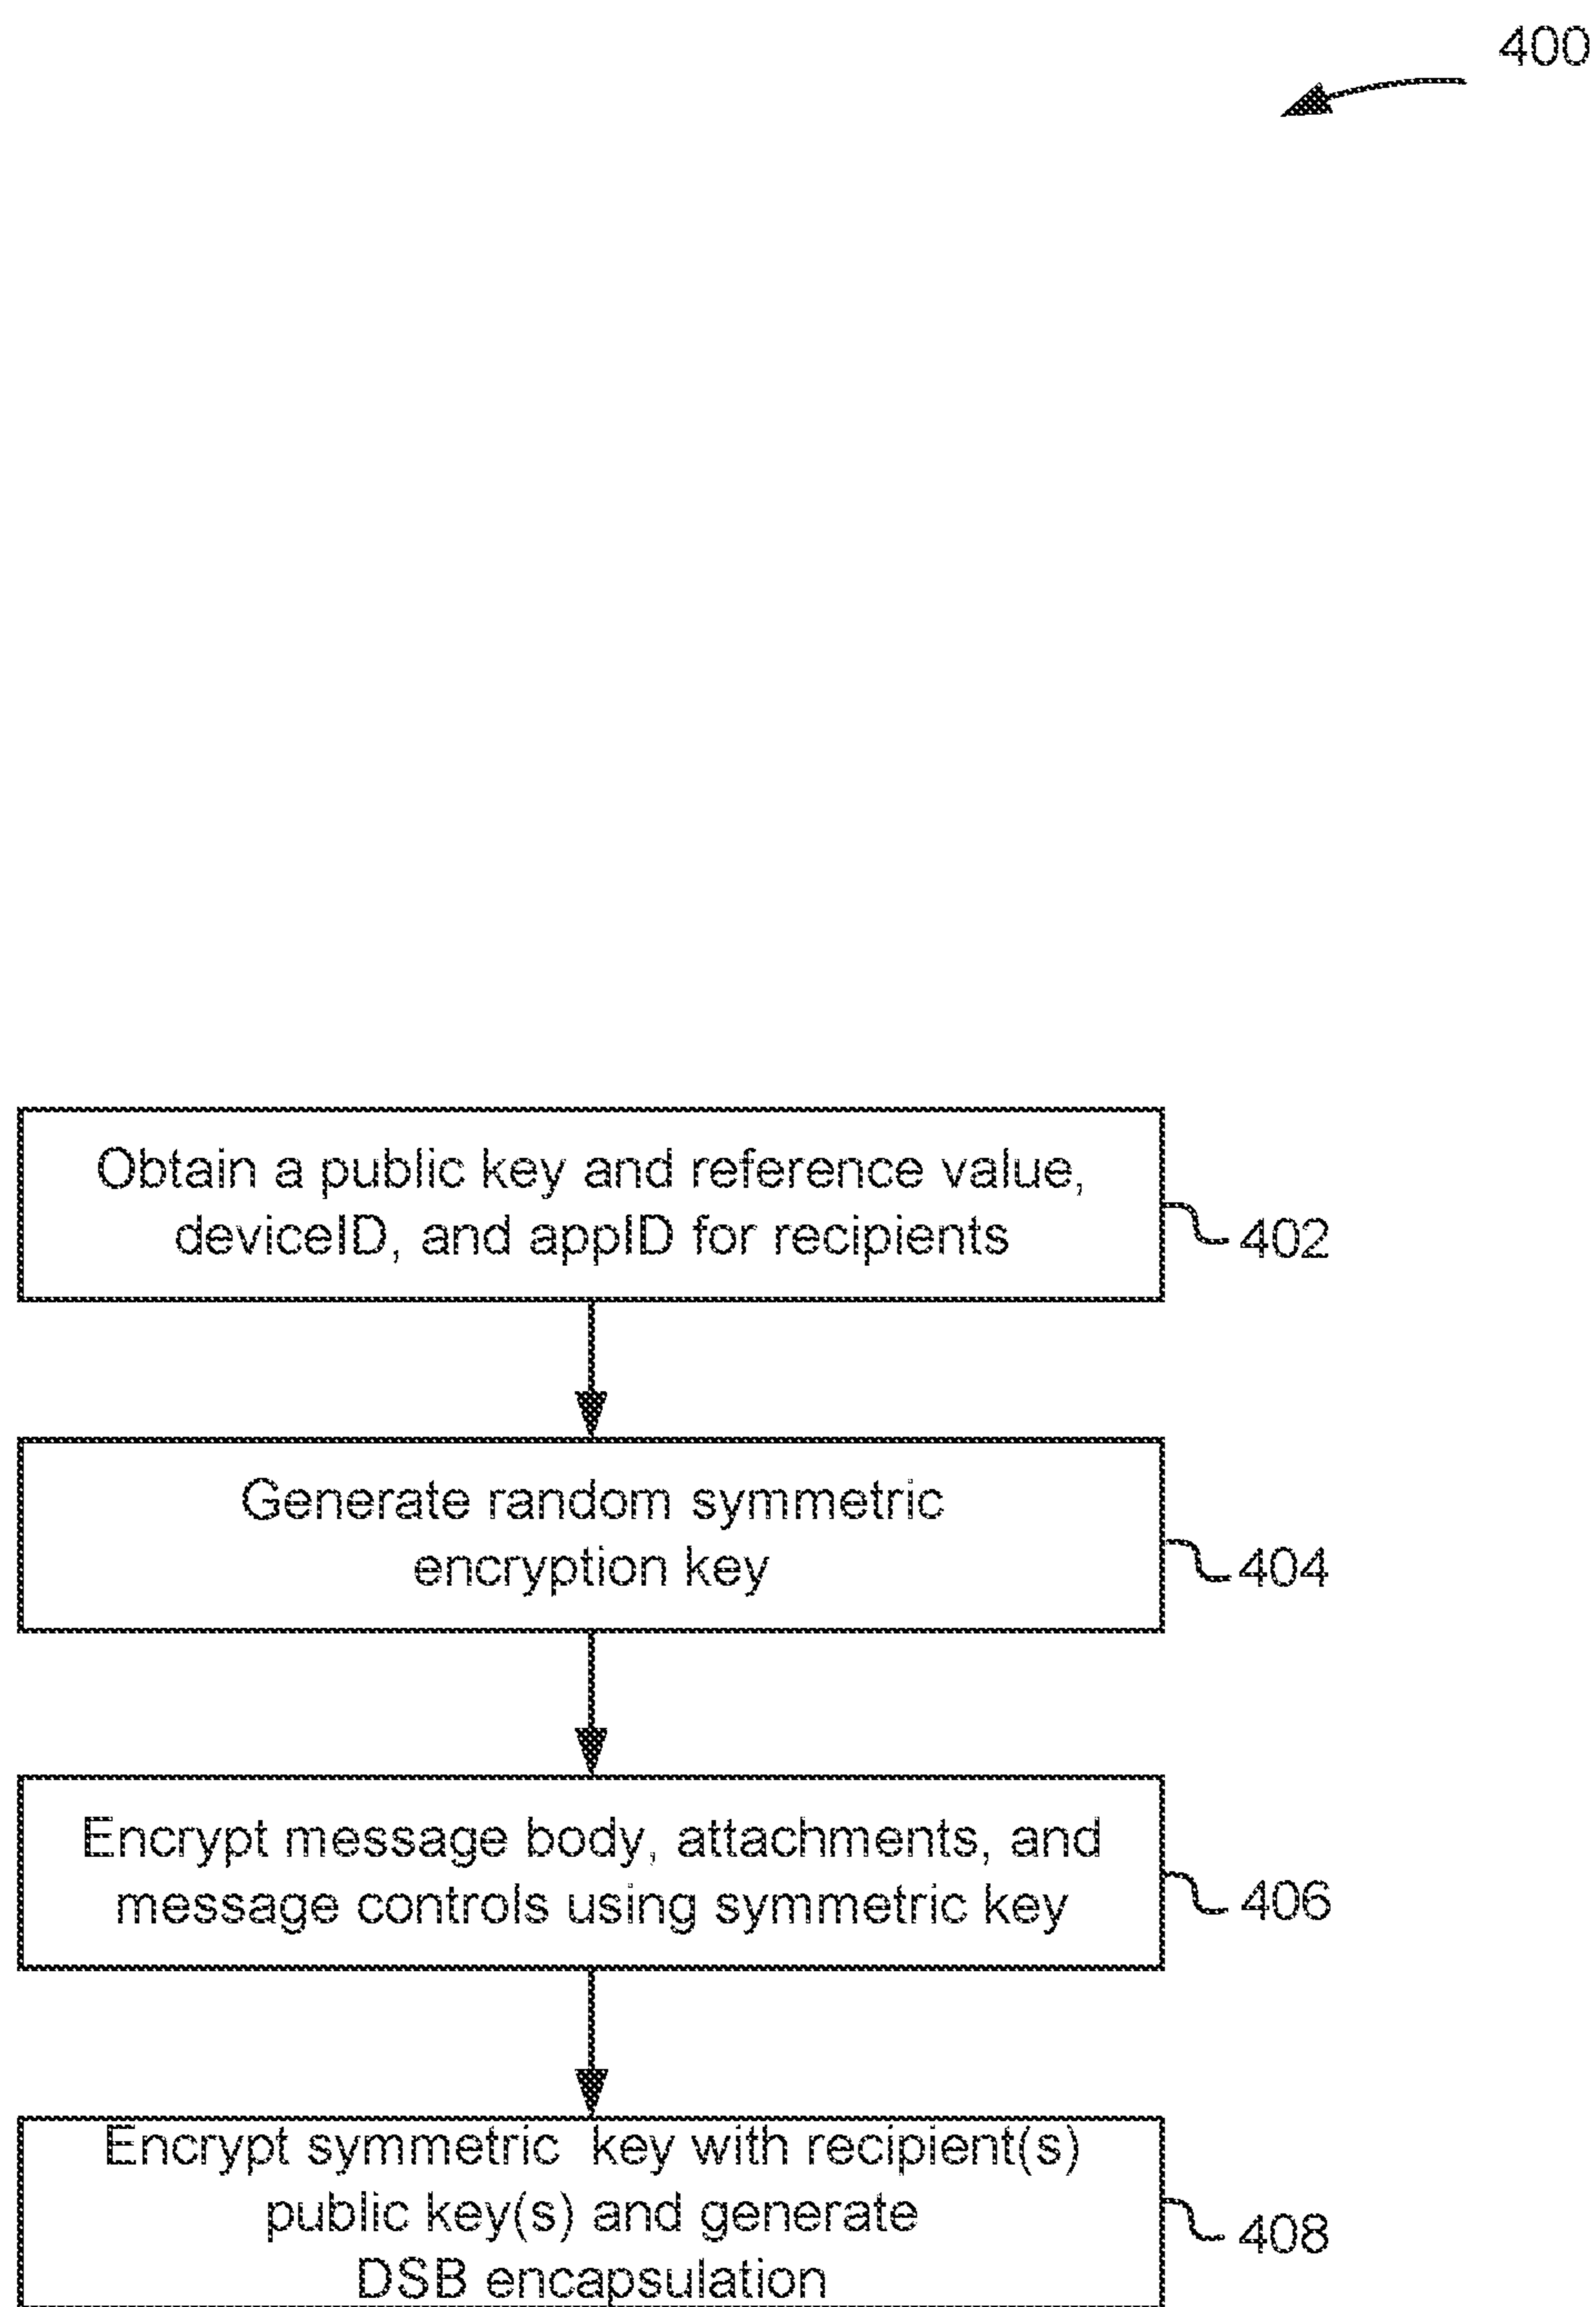 400
Obtain a public key and reference value,
deviceID, and appID for recipients
402
Generate random symmetric
encryption key
404
Encrypt message body, attachments, and
message controls using symmetric key
406
Encrypt symmetric key with recipient(s)
public key(s) and generate
DSB encapsulation
408